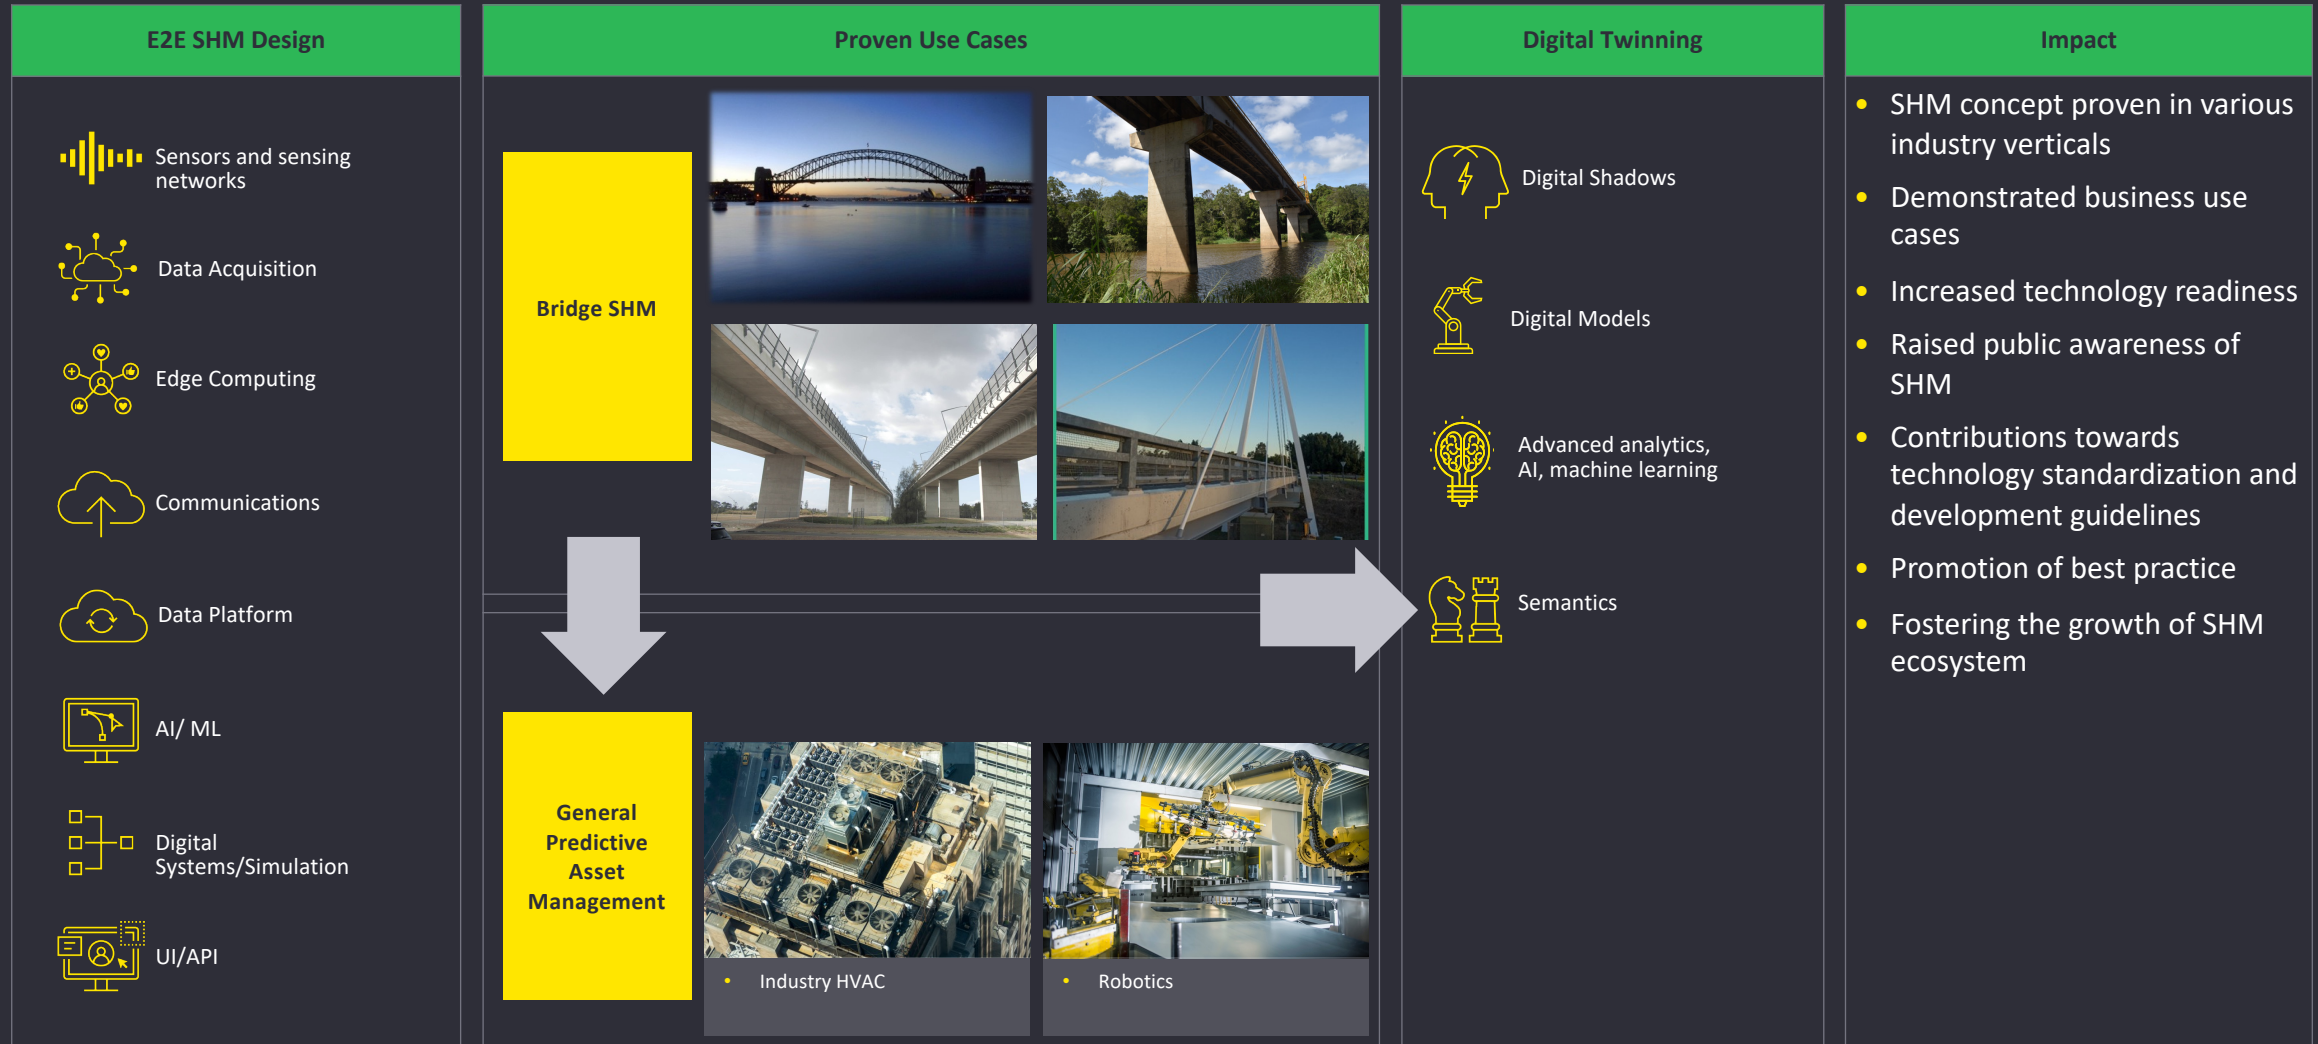 E2E SHM Design
Sensors and sensing
networks
Data Acquisition
Edge Computing
Communications
Data Platform
AI/ ML
Digital
Systems/Simulation
UI/API
Proven Use Cases
Bridge SHM
General
Predictive
Asset
Management
• Industry HVAC
• Robotics
Digital Twinning
Digital Shadows
Digital Models
Advanced analytics,
AI, machine learning
Semantics
Impact
• SHM concept proven in various
industry verticals
• Demonstrated business use
cases
• Increased technology readiness
• Raised public awareness of
SHM
• Contributions towards
technology standardization and
development guidelines
• Promotion of best practice
• Fostering the growth of SHM
ecosystem